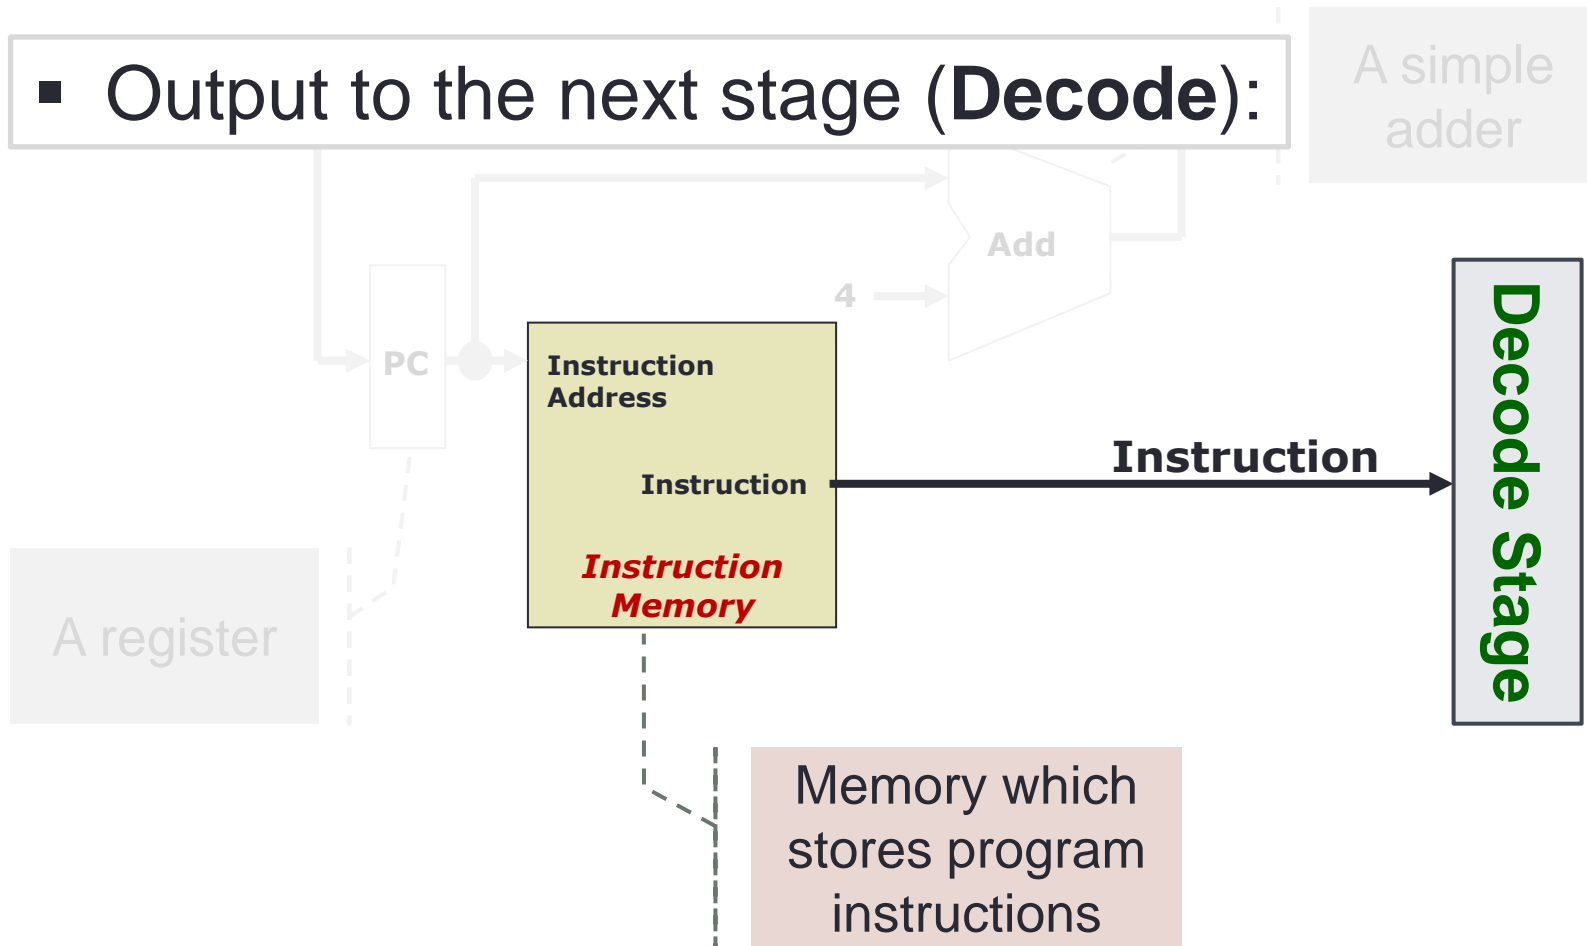 ▪ Output to the next stage (Decode):
A simple
adder
Add
4
PC
Instruction
Address
Instruction
Instruction
Memory
Instruction
Decode Stage
A register
Memory which
stores program
instructions